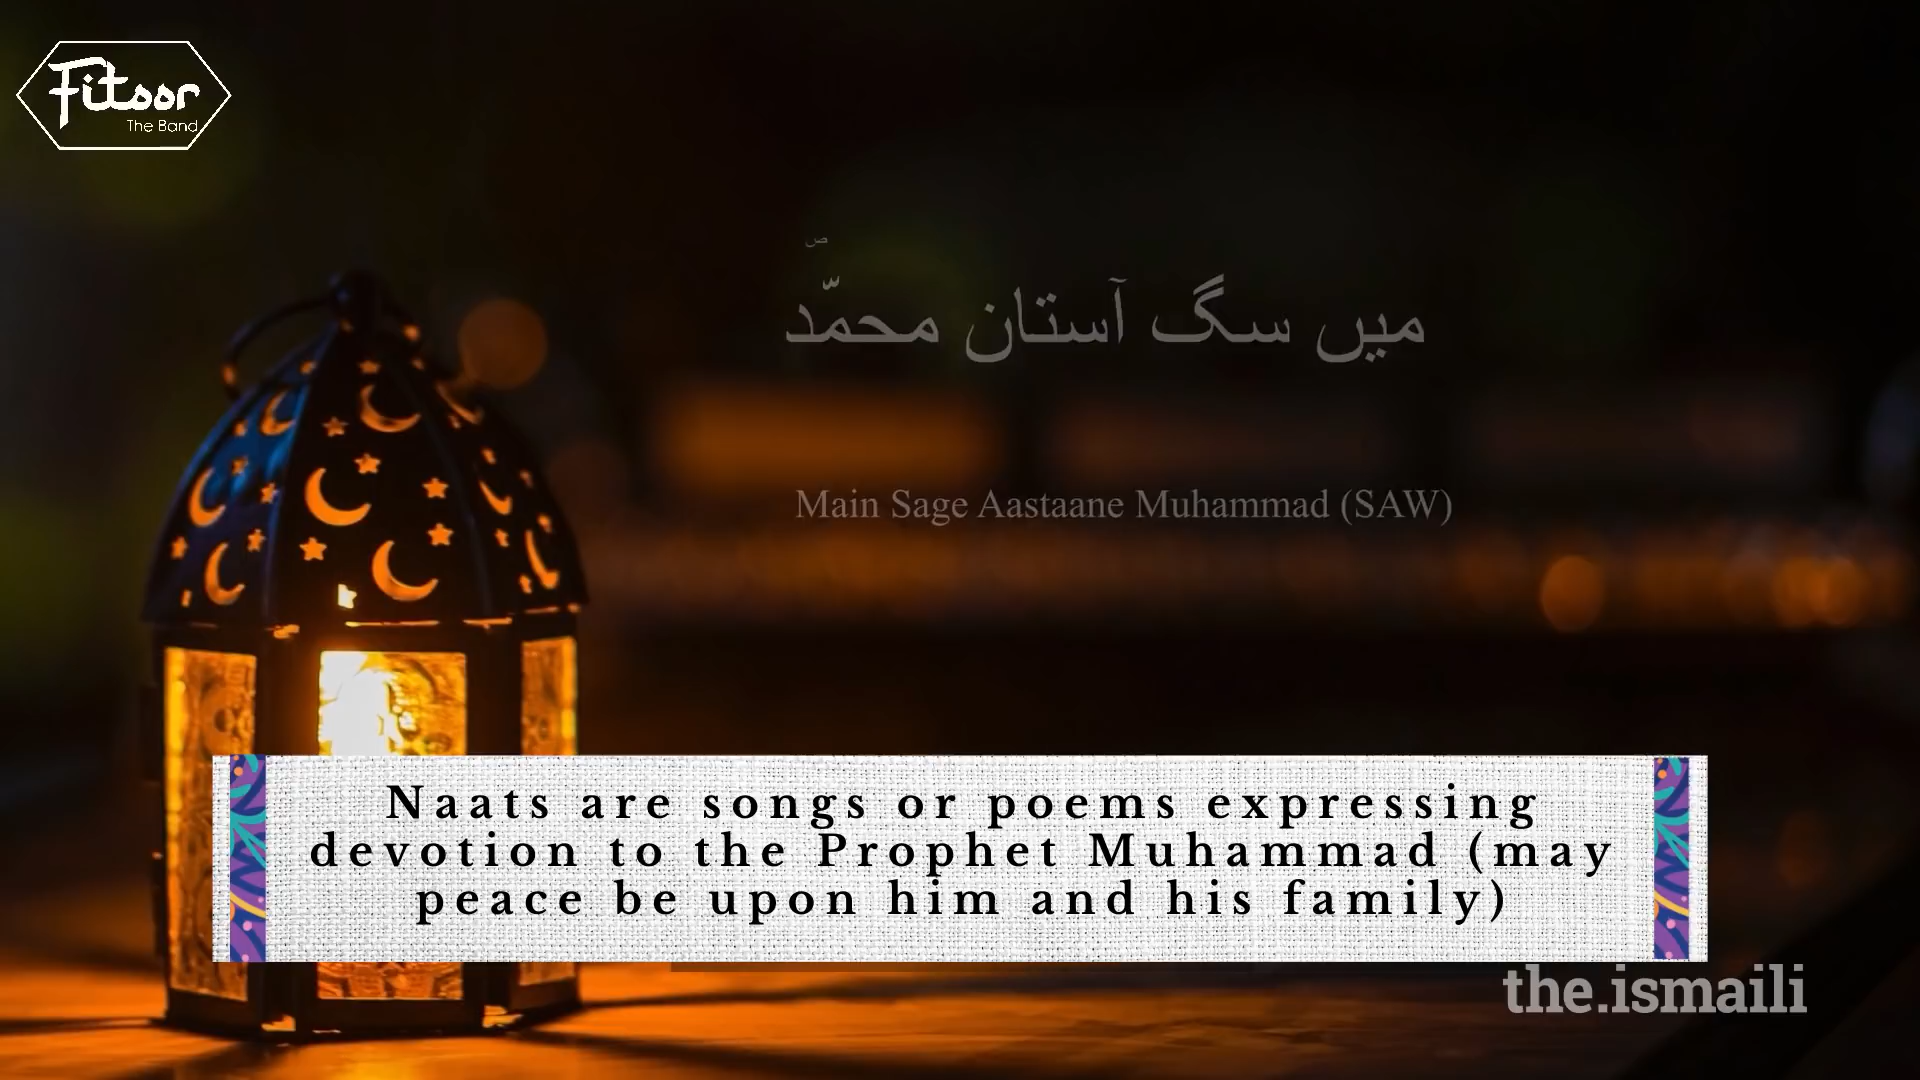 Fitoor
The Band
میں سگ آستان محمّدؐ
Main Sage Aastaane Muhammad (SAW)
Naats are songs or poems expressing
devotion to the Prophet Muhammad (may
peace be upon him and his family)
the.ismaili